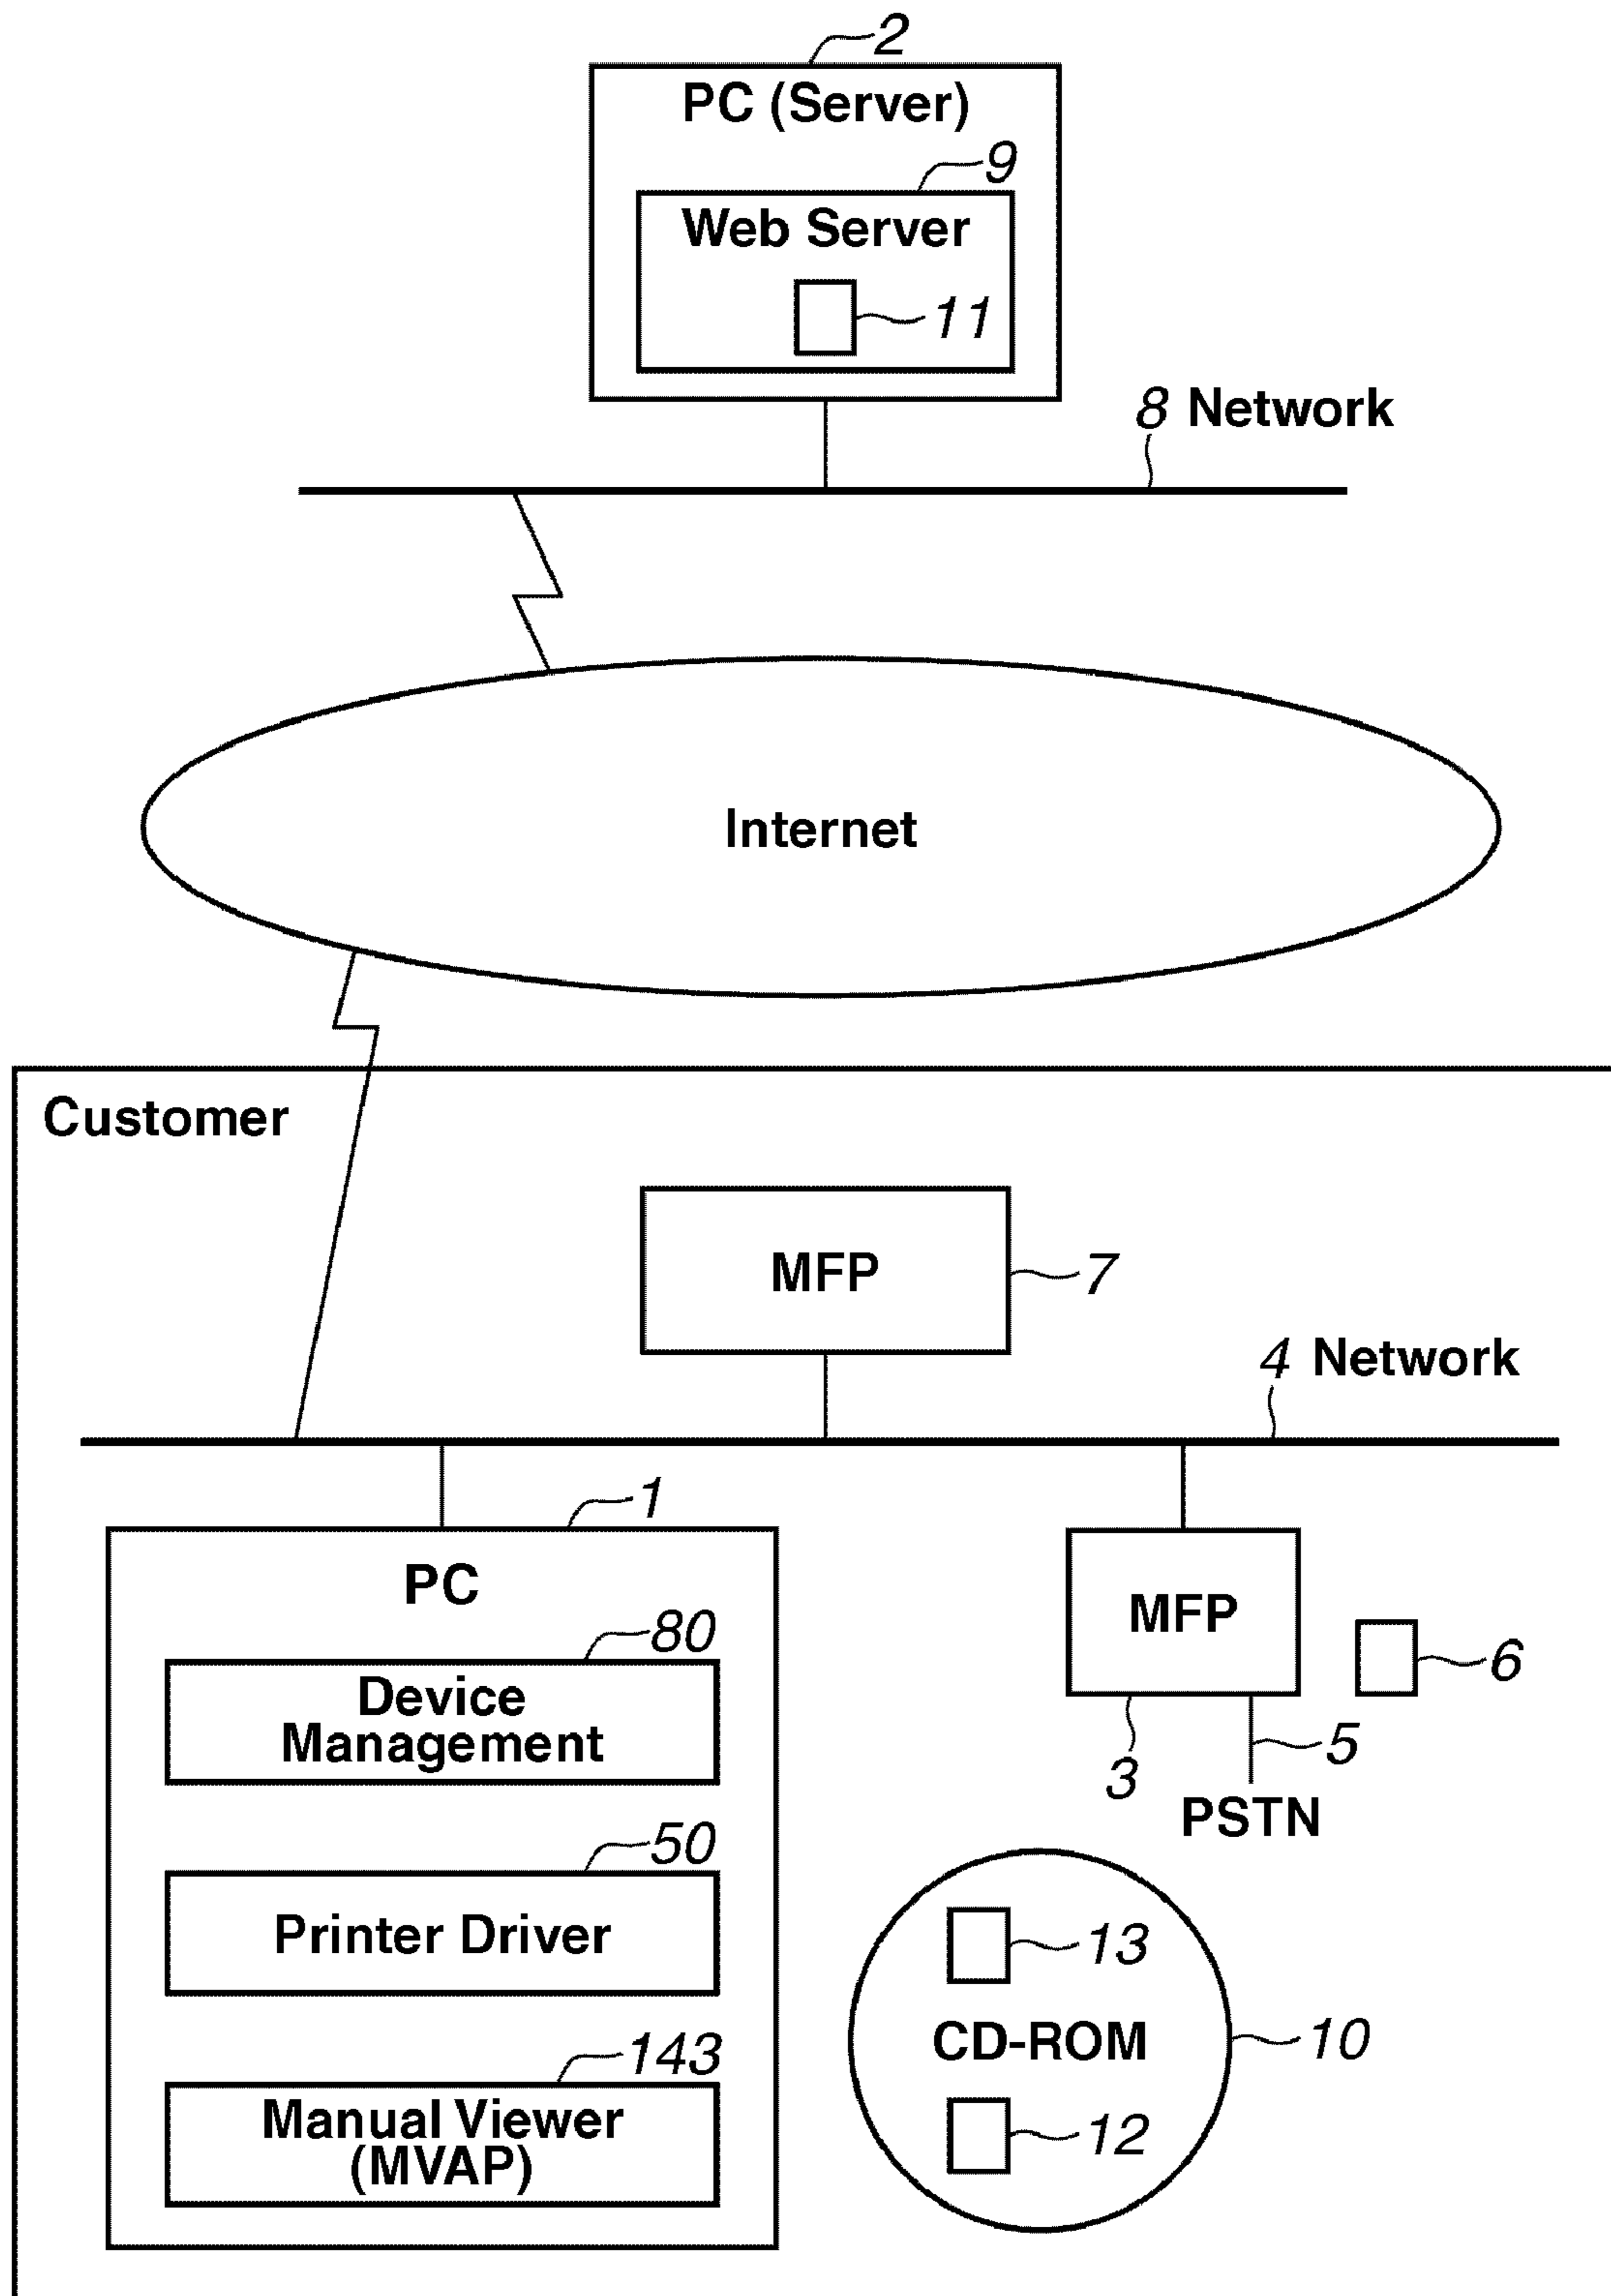 2
PC (Server)
9
Web Server
11
8 Network
Internet
Customer
MFP
7
4 Network
1
PC
80
Device
Management
MFP
6
3
5
PSTN
50
Printer Driver
13
CD-ROM
10
12
143
Manual Viewer
(MVAP)